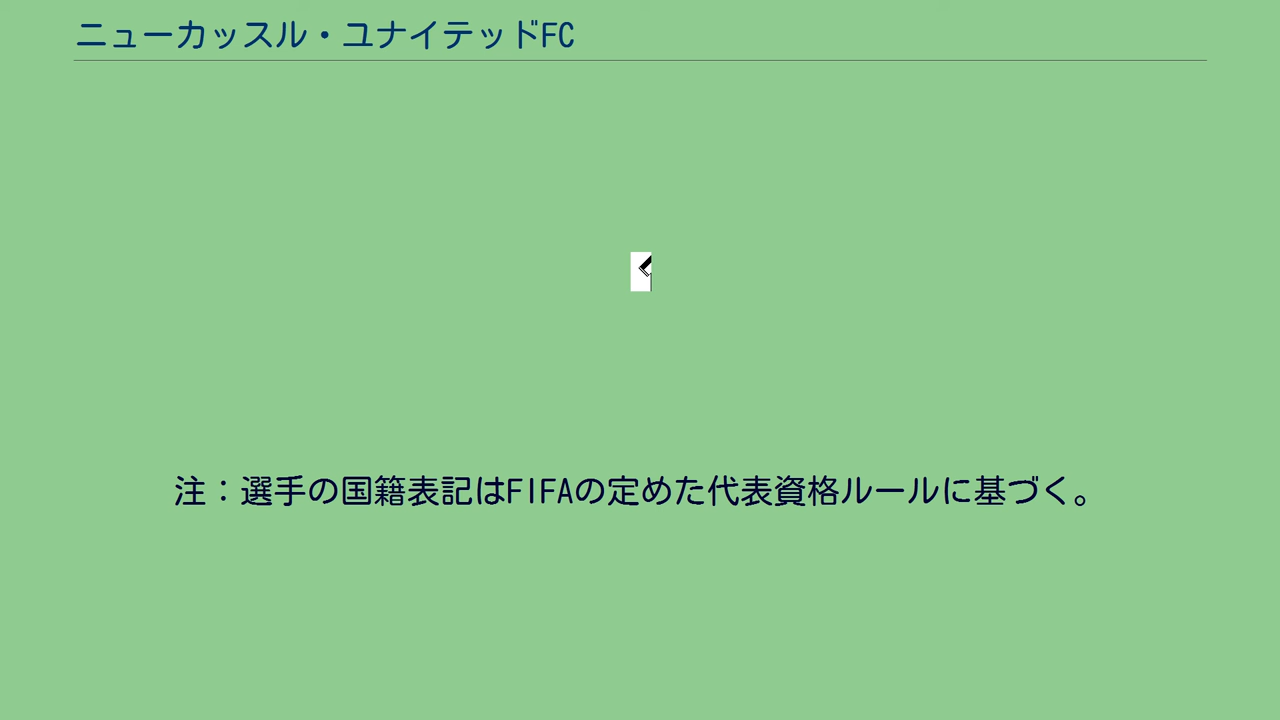 ニューカッスル・ユナイテッドFC
注：選手の国籍表記はFIFAの定めた代表資格ルールに基づく。